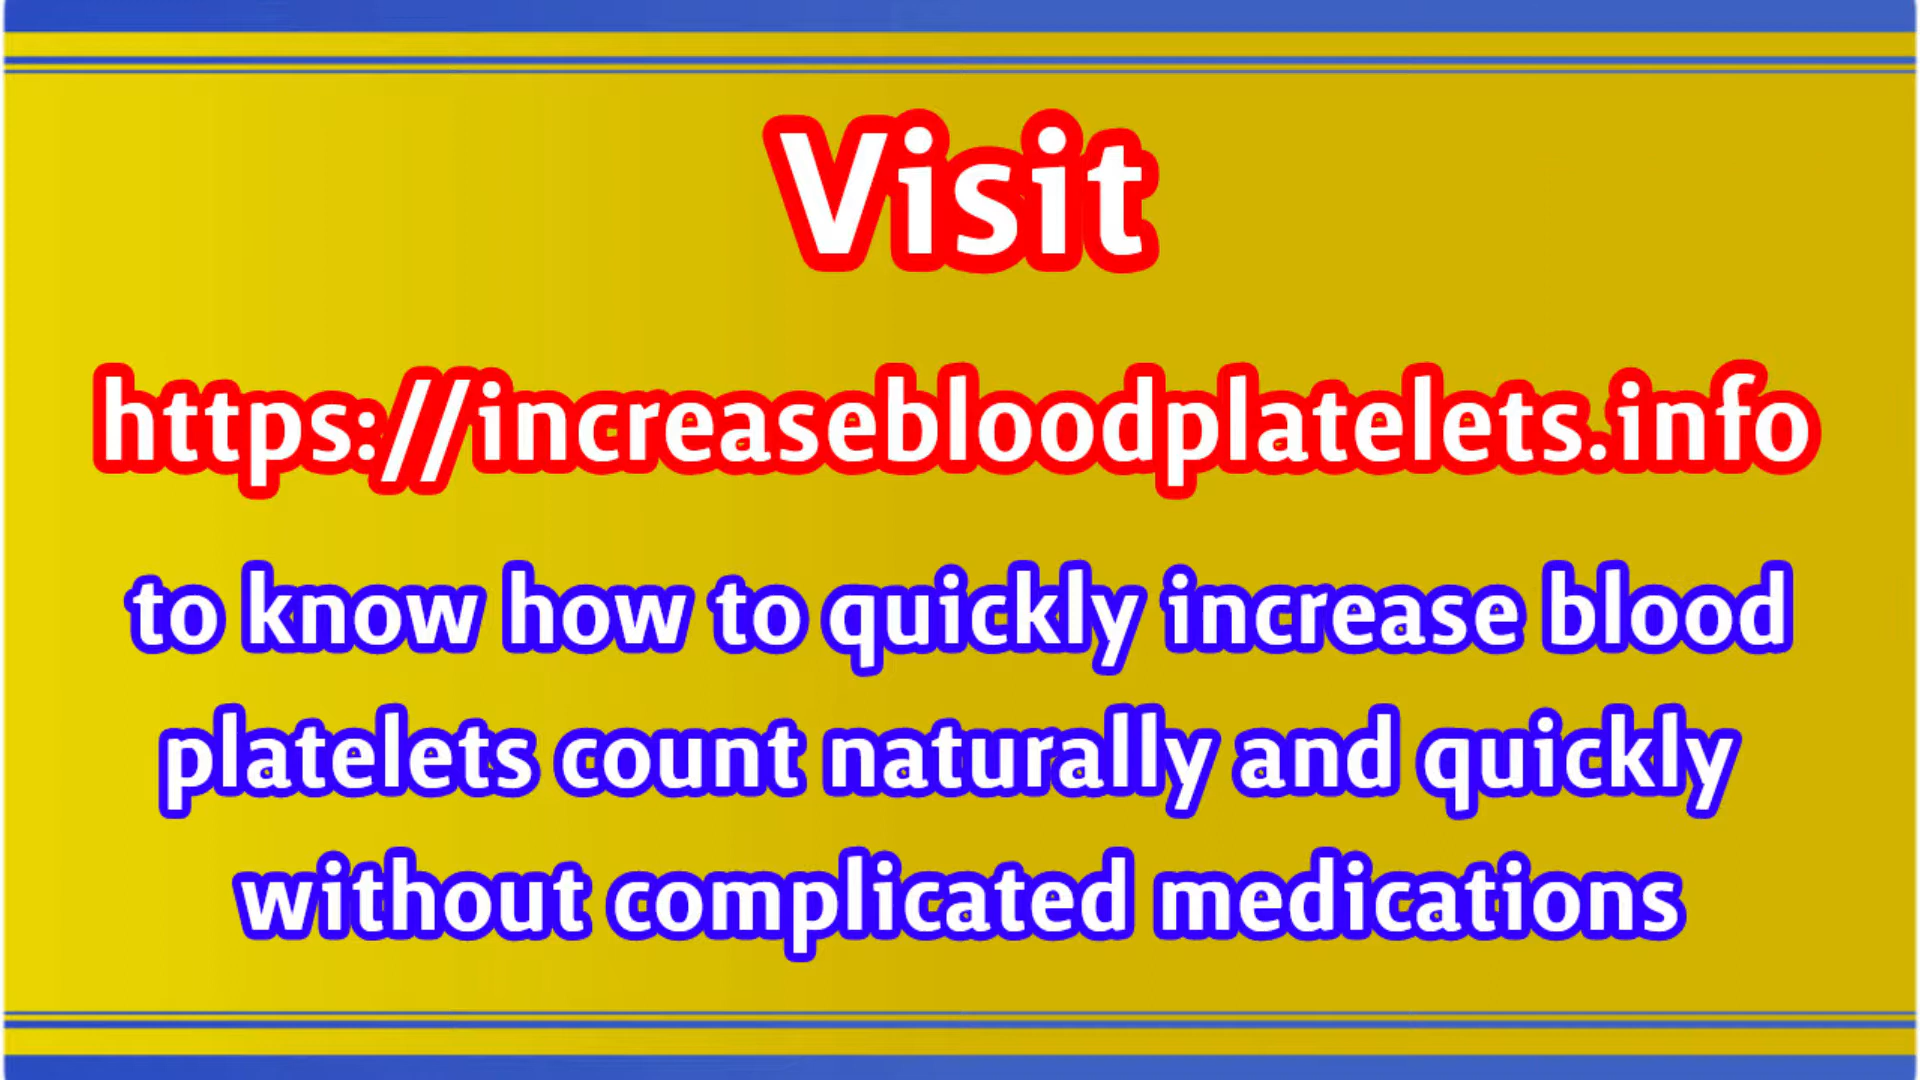 Visit
https://increasebloodplatelets.info
to know how to quickly increase blood
platelets count naturally and quickly
without complicated medications